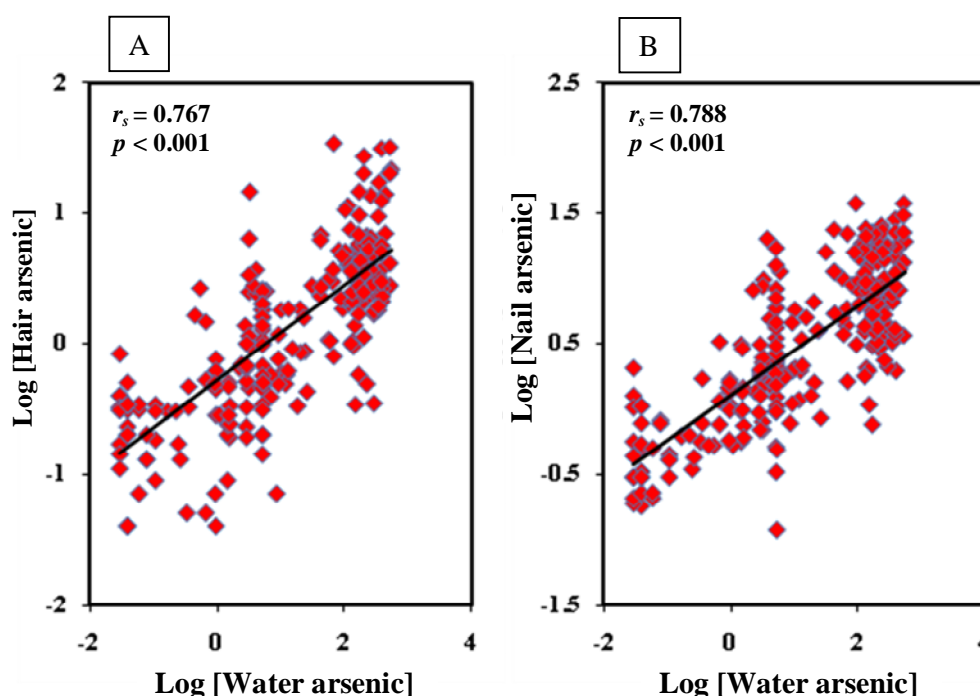 A
2
r_s = 0.767
p < 0.001
1
0
-1
-2
-2
0
2
4
Log [Hair arsenic]
Log [Water arsenic]
B
2.5
r_s = 0.788
p < 0.001
1.5
0.5
-0.5
-1.5
-2
0
2
4
Log [Nail arsenic]
Log [Water arsenic]